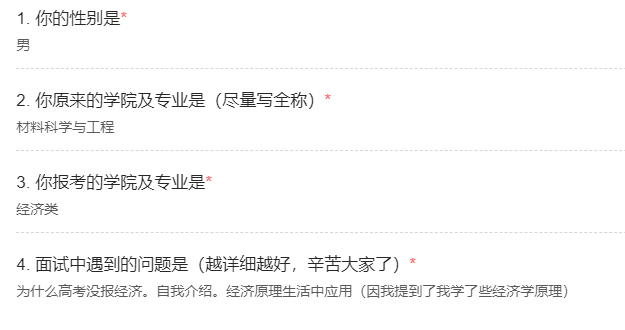 1. 你的性别是*
男
2. 你原来的学院及专业是（尽量写全称）*
材料科学与工程
3. 你报考的学院及专业是*
经济类
4. 面试中遇到的问题是（越详细越好，辛苦大家了）*
为什么高考没报经济。自我介绍。经济原理生活中应用（因我提到了我学了些经济学原理）